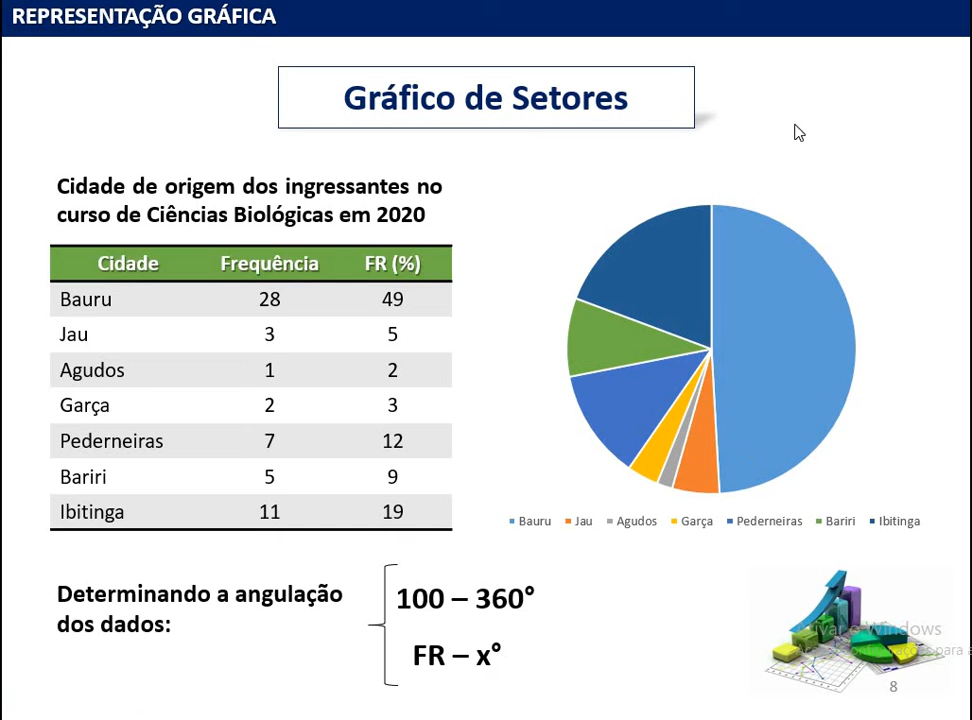 REPRESENTAÇÃO GRÁFICA
Gráfico de Setores
Cidade de origem dos ingressantes no
curso de Ciências Biológicas em 2020
Cidade Frequência FR (%)
Bauru 28 49
Jau 3 5
Agudos 1 2
Garça 2 3
Pederneiras 7 12
Bariri 5 9
Ibitinga 11 19
Bauru Jau Agudos Garça Pederneiras Bariri Ibitinga
Determinando a angulação
dos dados:
100 – 360°
FR – x°
Windows
para
8